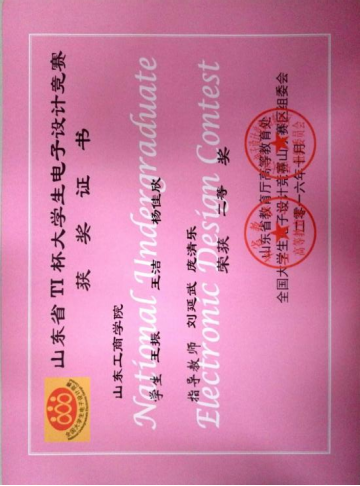 山东省TI杯大学生电子设计竞赛
获奖证书
山东工商学院
学生 王振 王洁 杨佳欣
指导教师 刘延武 庞清乐
荣获 二等 奖
National Undergraduate
Electronic Design Contest
山东省教育厅高等教育处
全国大学生电子设计竞赛山东赛区组委会
二零一六年十月